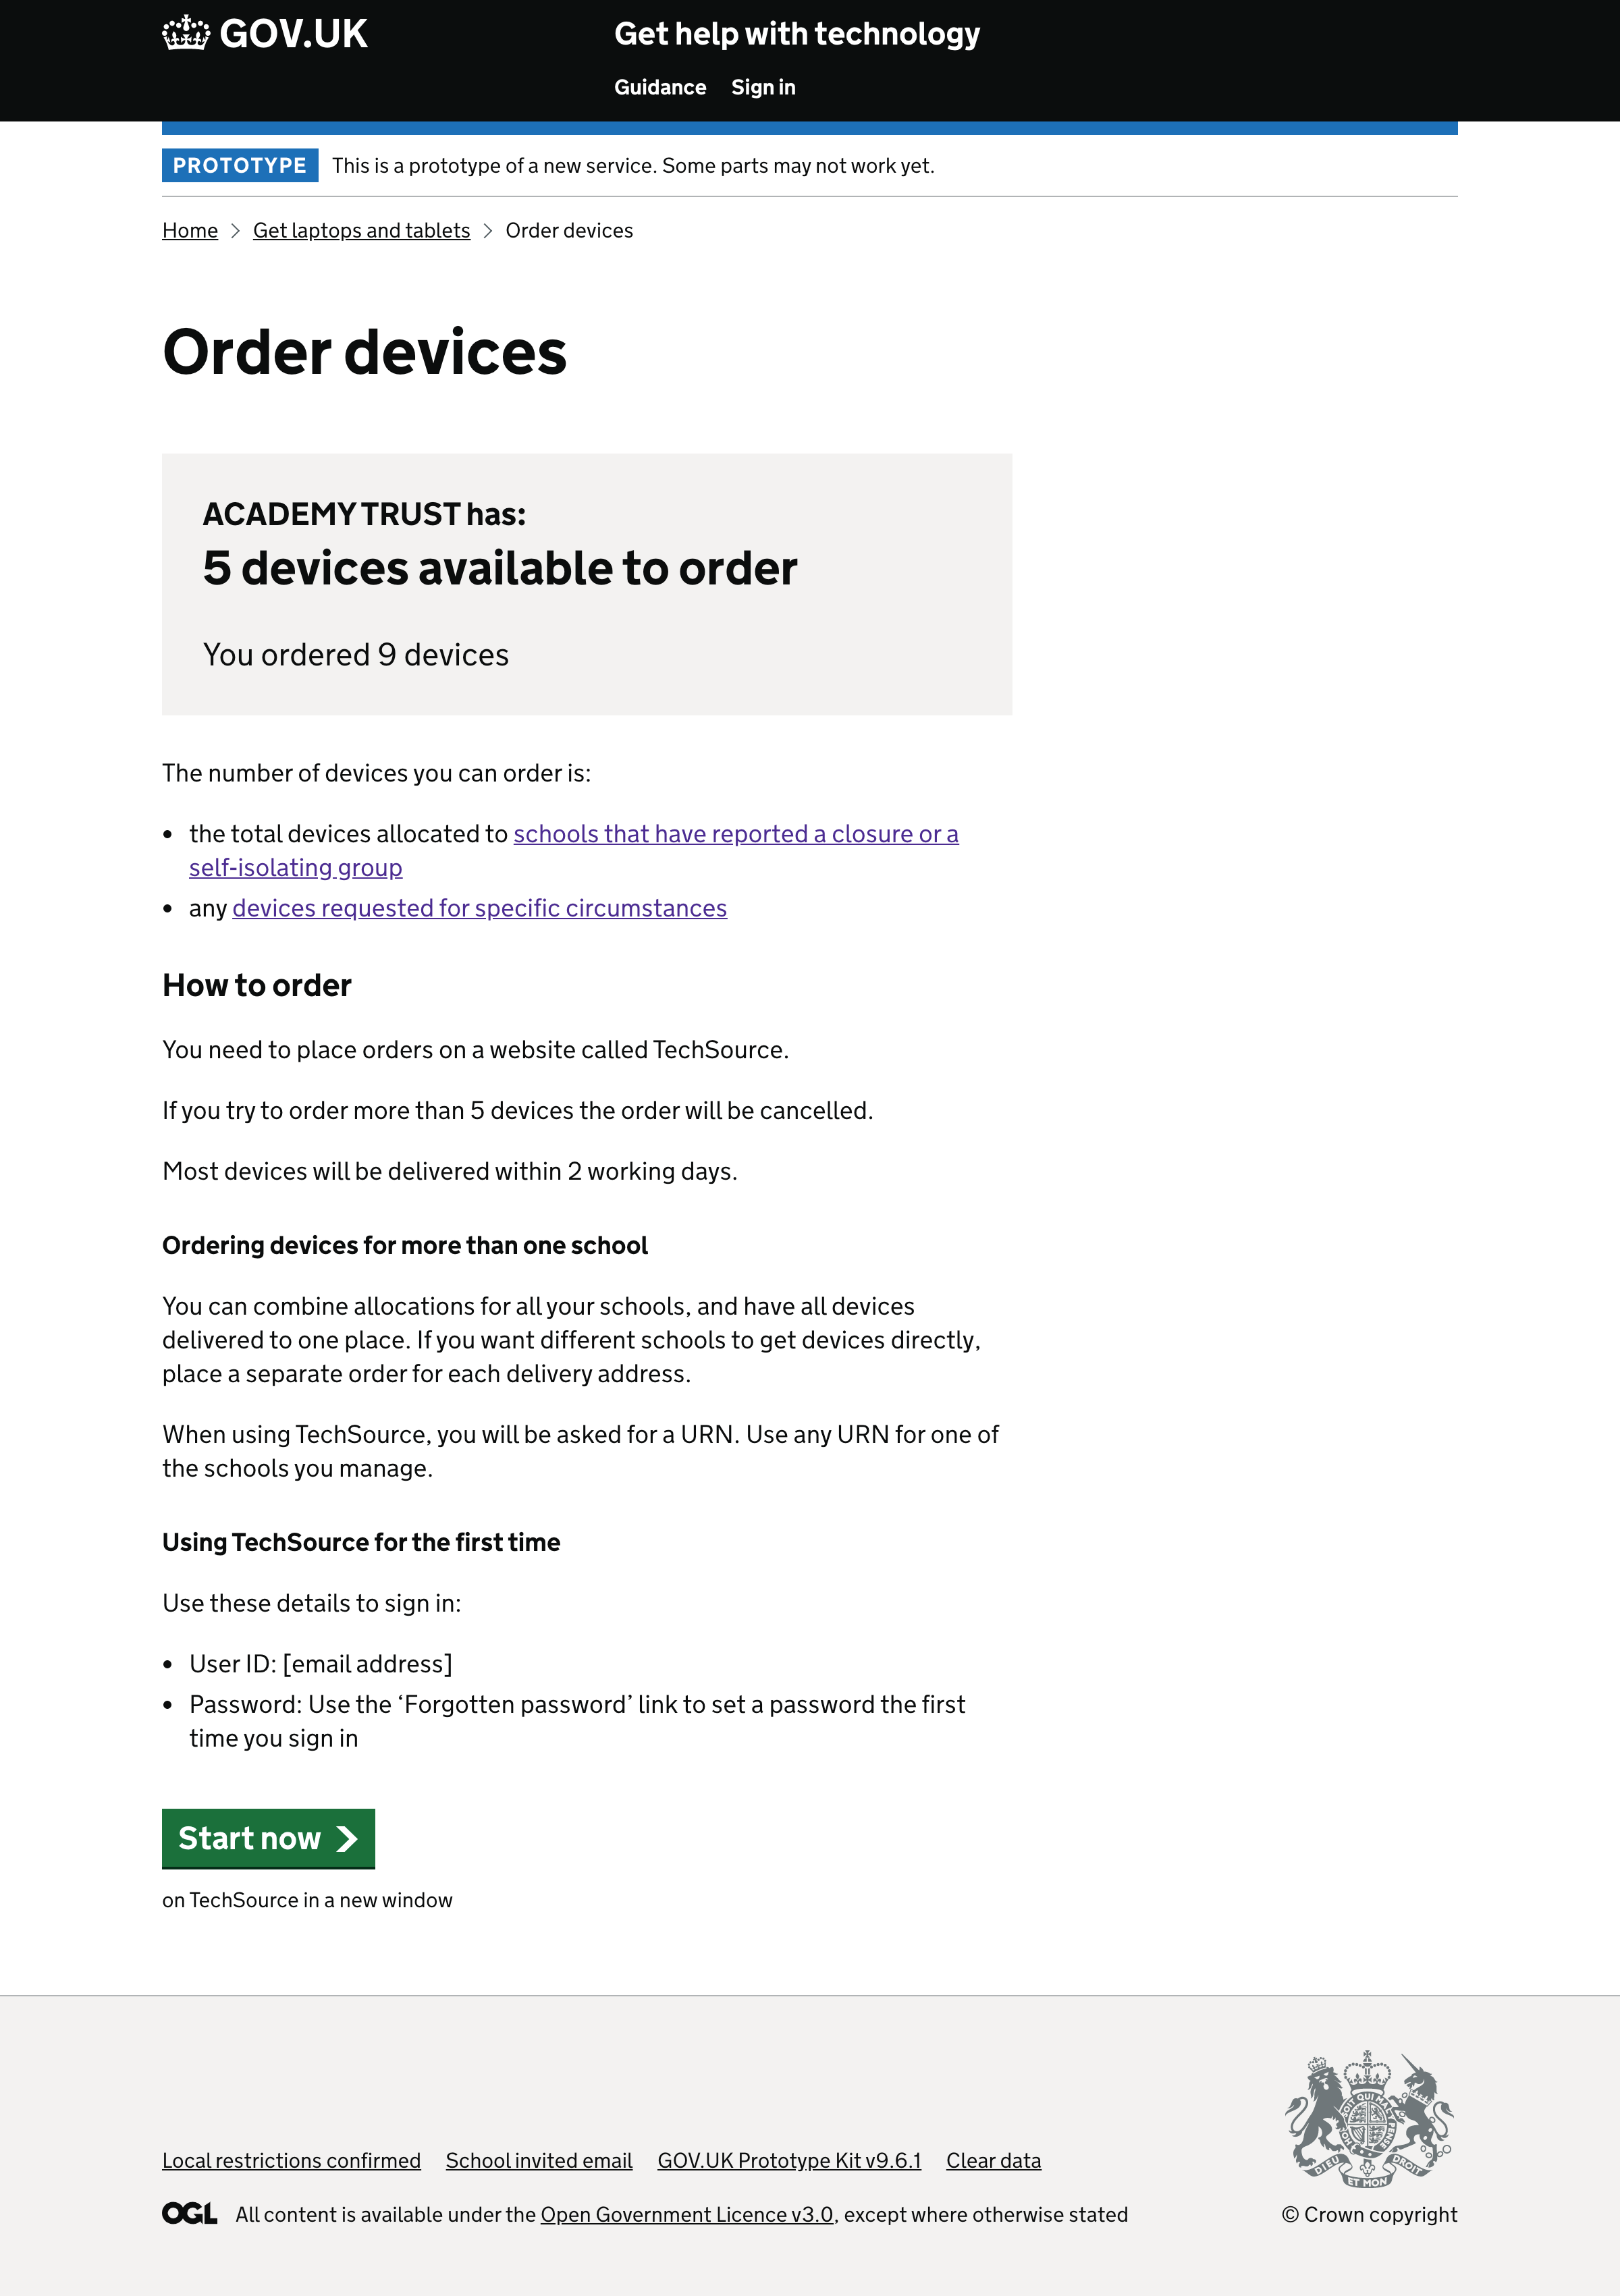 GOV.UK
Get help with technology
Guidance Sign in
PROTOTYPE This is a prototype of a new service. Some parts may not work yet.
Home > Get laptops and tablets > Order devices
Order devices
ACADEMY TRUST has:
5 devices available to order
You ordered 9 devices
The number of devices you can order is:
• the total devices allocated to schools that have reported a closure or a
self-isolating group
• any devices requested for specific circumstances
How to order
You need to place orders on a website called TechSource.
If you try to order more than 5 devices the order will be cancelled.
Most devices will be delivered within 2 working days.
Ordering devices for more than one school
You can combine allocations for all your schools, and have all devices
delivered to one place. If you want different schools to get devices directly,
place a separate order for each delivery address.
When using TechSource, you will be asked for a URN. Use any URN for one of
the schools you manage.
Using TechSource for the first time
Use these details to sign in:
• User ID: [email address]
• Password: Use the ‘Forgotten password’ link to set a password the first
time you sign in
Start now
on TechSource in a new window
DIEU ET MON DROIT
Local restrictions confirmed School invited email GOV.UK Prototype Kit v9.6.1 Clear data
OGL All content is available under the Open Government Licence v3.0, except where otherwise stated
© Crown copyright